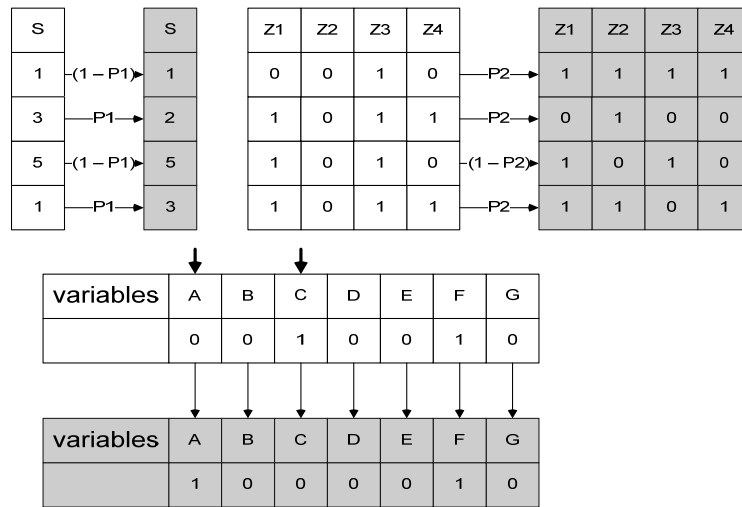 S S Z1 Z2 Z3 Z4 Z1 Z2 Z3 Z4
1 (1 – P1) 1 0 0 1 0 P2 1 1 1 1
3 P1 2 1 0 1 1 P2 0 1 0 0
5 (1 – P1) 5 1 0 1 0 (1 – P2) 1 0 1 0
1 P1 3 1 0 1 1 P2 1 1 0 1
variables A B C D E F G
0 0 1 0 0 1 0
variables A B C D E F G
1 0 0 0 0 1 0